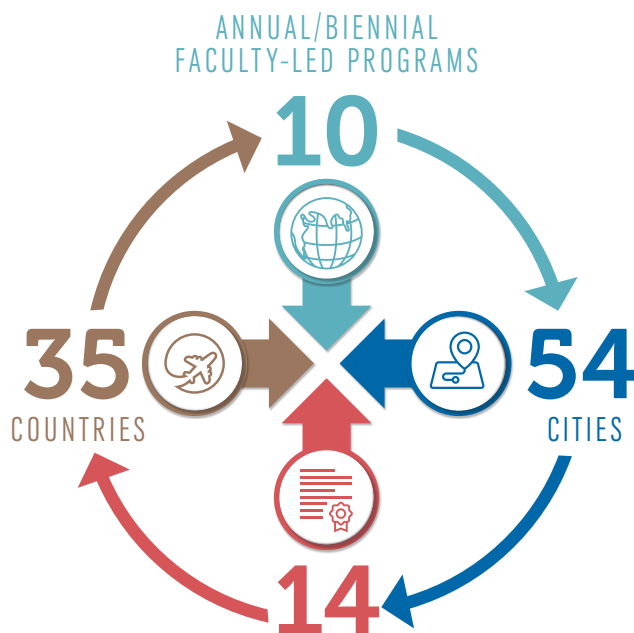 ANNUAL/BIENNIAL
FACULTY-LED PROGRAMS
10
35
COUNTRIES
54
CITIES
14